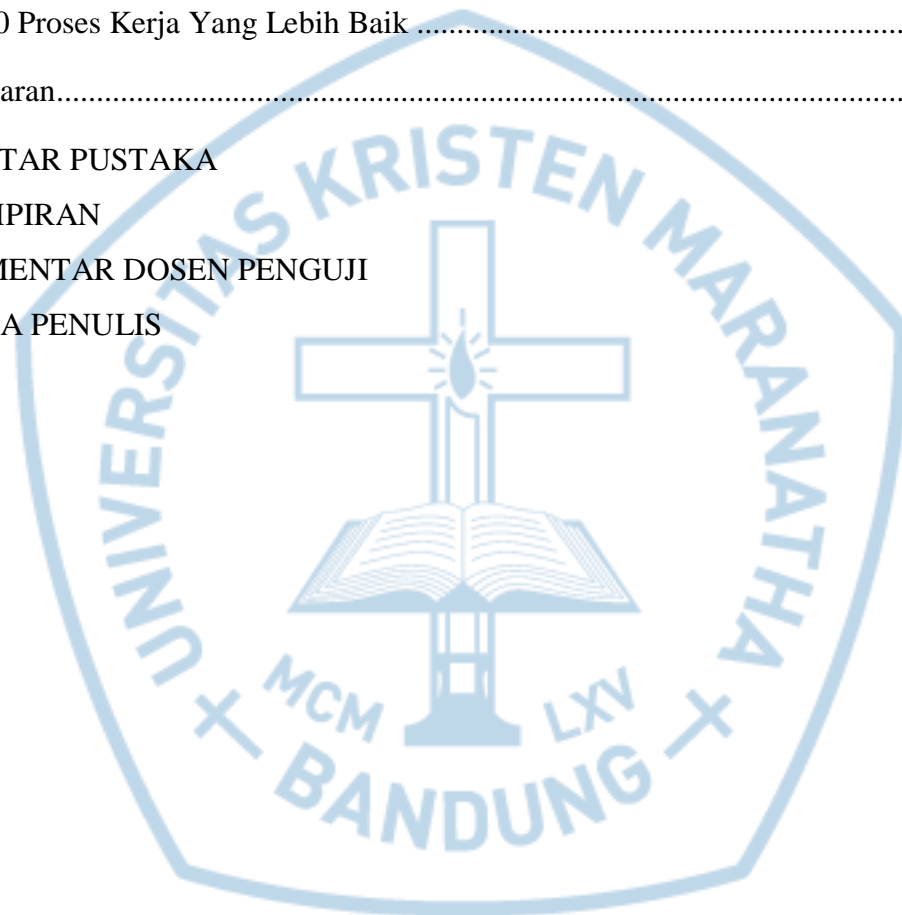 0 Proses Kerja Yang Lebih Baik ............................................................
aran.........................................................................................................
TAR PUSTAKA
IPIRAN
MENTAR DOSEN PENGUJI
A PENULIS
UNIVERSITAS KRISTEN MARANATHA
MCM LXV
BANDUNG